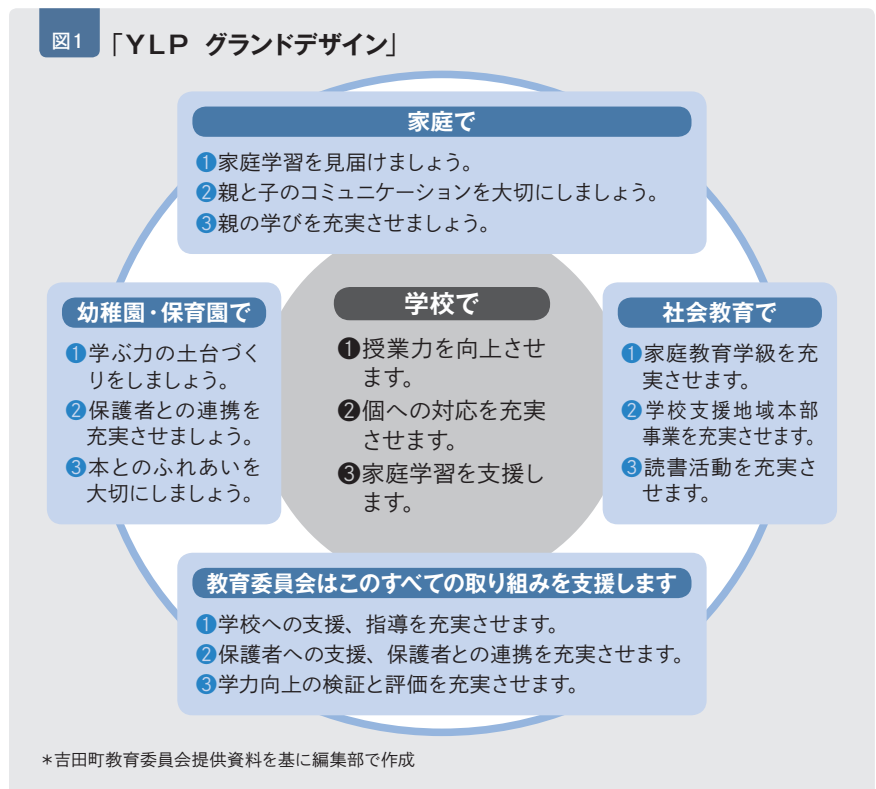 図1
「YLP グランドデザイン」
家庭で
❶家庭学習を見届けましょう。
❷親と子のコミュニケーションを大切にしましょう。
❸親の学びを充実させましょう。
幼稚園・保育園で
❶学ぶ力の土台づく
りをしましょう。
❷保護者との連携を
充実させましょう。
❸本とのふれあいを
大切にしましょう。
学校で
❶授業力を向上させ
ます。
❷個への対応を充実
させます。
❸家庭学習を支援し
ます。
社会教育で
❶家庭教育学級を充
実させます。
❷学校支援地域本部
事業を充実させます。
❸読書活動を充実さ
せます。
教育委員会はこのすべての取り組みを支援します
❶学校への支援、指導を充実させます。
❷保護者への支援、保護者との連携を充実させます。
❸学力向上の検証と評価を充実させます。
*吉田町教育委員会提供資料を基に編集部で作成